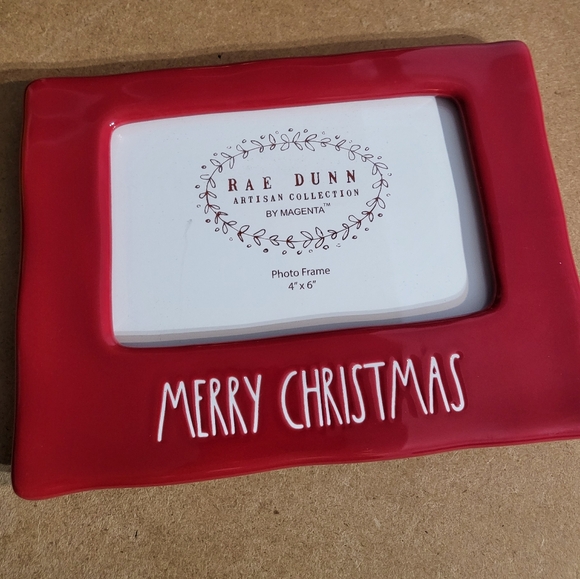 RAE DUNN
ARTISAN COLLECTION
BY MAGENTA™
Photo Frame
4" x 6"
MERRY CHRISTMAS